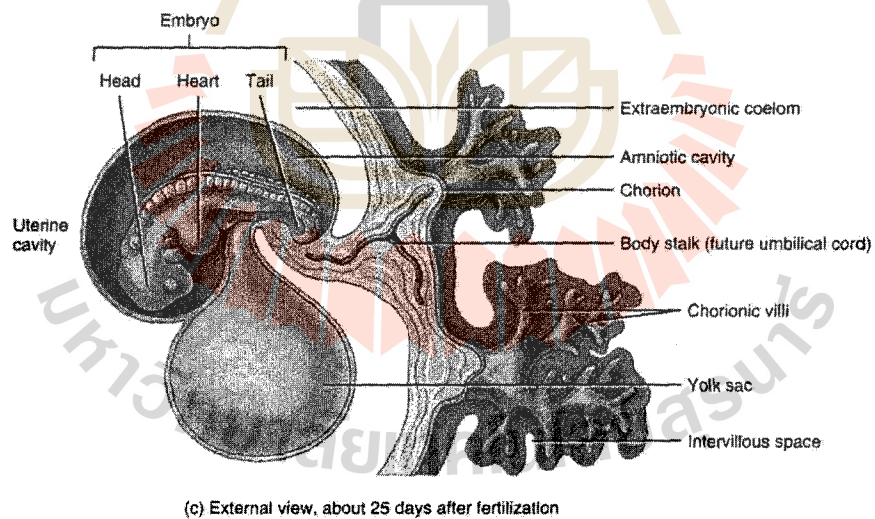 Embryo
Head Heart Tail
Extraembryonic coelom
Amniotic cavity
Chorion
Uterine
cavity
Body stalk (future umbilical cord)
Chorionic villi
Yolk sac
Intervillous space
(c) External view, about 25 days after fertilization